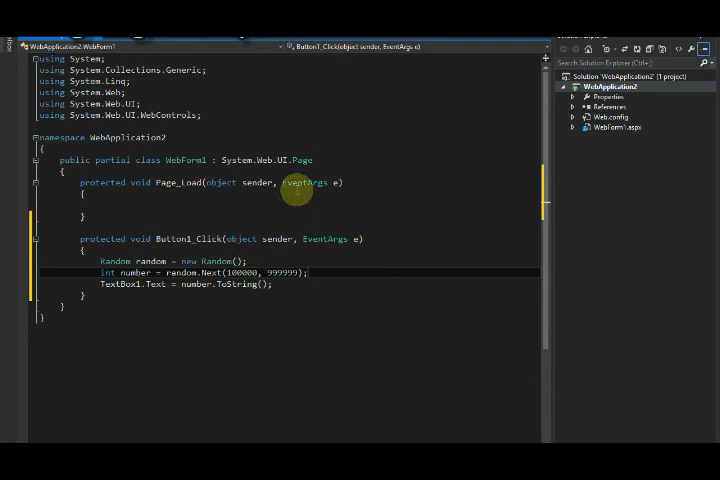 WebApplication2.WebForm1
Button1_Click(object sender, EventArgs e)
using System;
using System.Collections.Generic;
using System.Linq;
using System.Web;
using System.Web.UI;
using System.Web.UI.WebControls;
namespace WebApplication2
{
public partial class WebForm1 : System.Web.UI.Page
{
protected void Page_Load(object sender, EventArgs e)
{
}
protected void Button1_Click(object sender, EventArgs e)
{
Random random = new Random();
int number = random.Next(100000, 999999);
TextBox1.Text = number.ToString();
}
}
}
Search Solution Explorer (Ctrl+;)
Solution 'WebApplication2' (1 project)
WebApplication2
Properties
References
Web.config
WebForm1.aspx